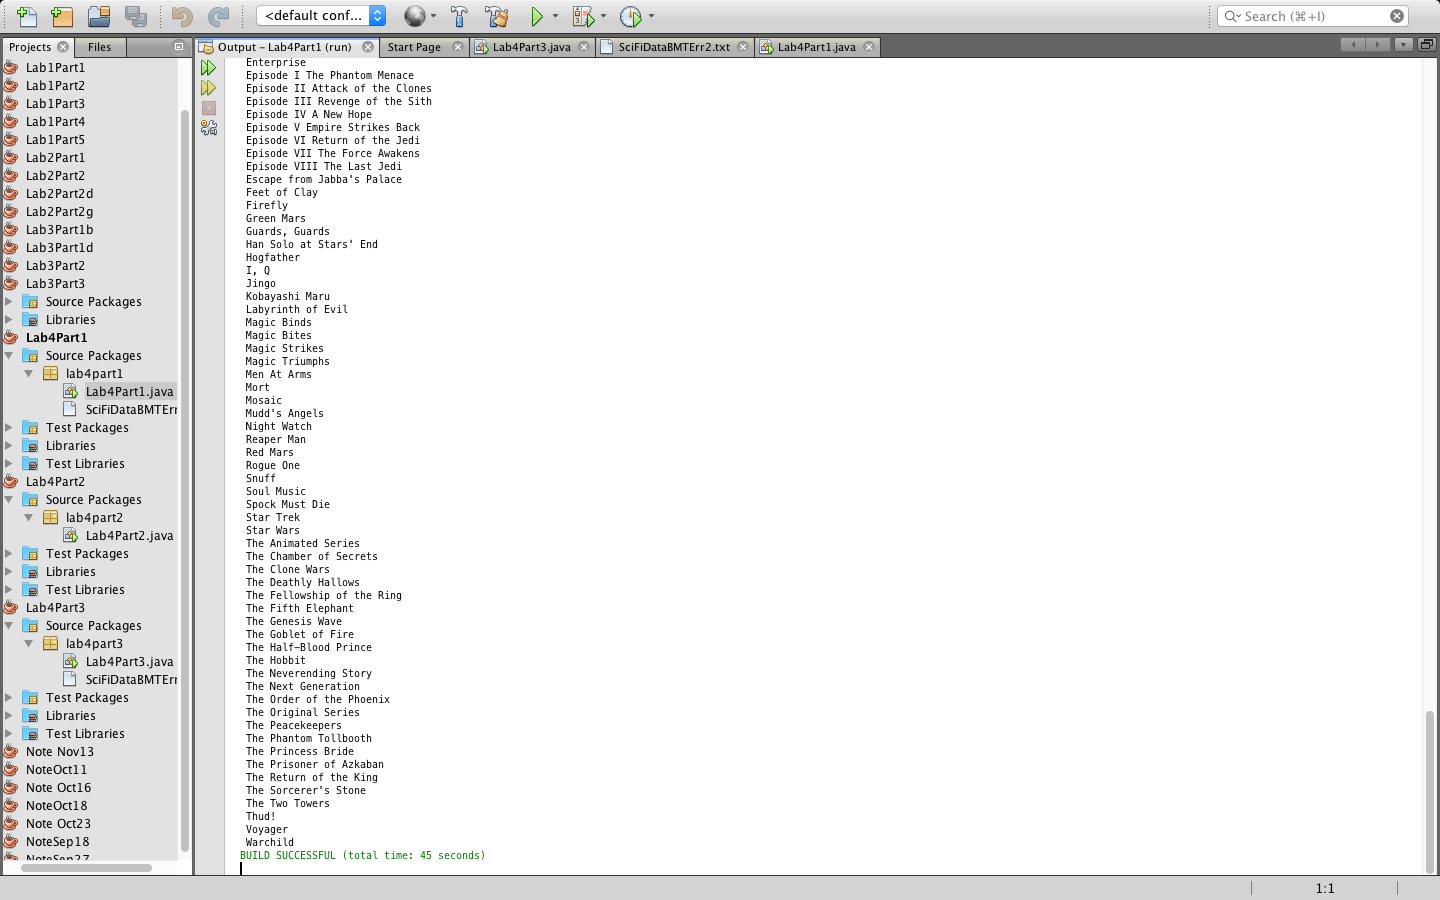 <default conf...
Search (⌘+I)
Projects
Files
Output – Lab4Part1 (run)
Start Page
Lab4Part3.java
SciFiDataBMTErr2.txt
Lab4Part1.java
Lab1Part1
Lab1Part2
Lab1Part3
Lab1Part4
Lab1Part5
Lab2Part1
Lab2Part2
Lab2Part2d
Lab2Part2g
Lab3Part1b
Lab3Part1d
Lab3Part2
Lab3Part3
Source Packages
Libraries
Lab4Part1
Source Packages
lab4part1
Lab4Part1.java
SciFiDataBMTErr
Test Packages
Libraries
Test Libraries
Lab4Part2
Source Packages
lab4part2
Lab4Part2.java
Test Packages
Libraries
Test Libraries
Lab4Part3
Source Packages
lab4part3
Lab4Part3.java
SciFiDataBMTErr
Test Packages
Libraries
Test Libraries
Note Nov13
NoteOct11
Note Oct16
NoteOct18
Note Oct23
NoteSep18
NoteSep27
Enterprise
Episode I The Phantom Menace
Episode II Attack of the Clones
Episode III Revenge of the Sith
Episode IV A New Hope
Episode V Empire Strikes Back
Episode VI Return of the Jedi
Episode VII The Force Awakens
Episode VIII The Last Jedi
Escape from Jabba's Palace
Feet of Clay
Firefly
Green Mars
Guards, Guards
Han Solo at Stars' End
Hogfather
I, Q
Jingo
Kobayashi Maru
Labyrinth of Evil
Magic Binds
Magic Bites
Magic Strikes
Magic Triumphs
Men At Arms
Mort
Mosaic
Mudd's Angels
Night Watch
Reaper Man
Red Mars
Rogue One
Snuff
Soul Music
Spock Must Die
Star Trek
Star Wars
The Animated Series
The Chamber of Secrets
The Clone Wars
The Deathly Hallows
The Fellowship of the Ring
The Fifth Elephant
The Genesis Wave
The Goblet of Fire
The Half-Blood Prince
The Hobbit
The Neverending Story
The Next Generation
The Order of the Phoenix
The Original Series
The Peacekeepers
The Phantom Tollbooth
The Princess Bride
The Prisoner of Azkaban
The Return of the King
The Sorcerer's Stone
The Two Towers
Thud!
Voyager
Warchild
BUILD SUCCESSFUL (total time: 45 seconds)
1:1